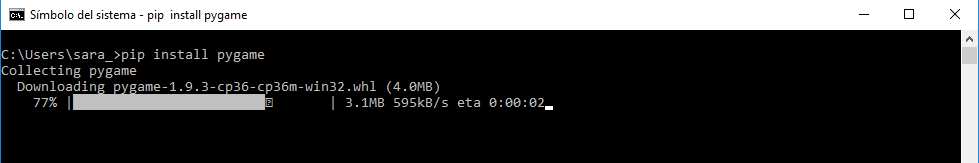 Símbolo del sistema - pip install pygame
C:\Users\sara_>pip install pygame
Collecting pygame
Downloading pygame-1.9.3-cp36-cp36m-win32.whl (4.0MB)
77% | | 3.1MB 595kB/s eta 0:00:02